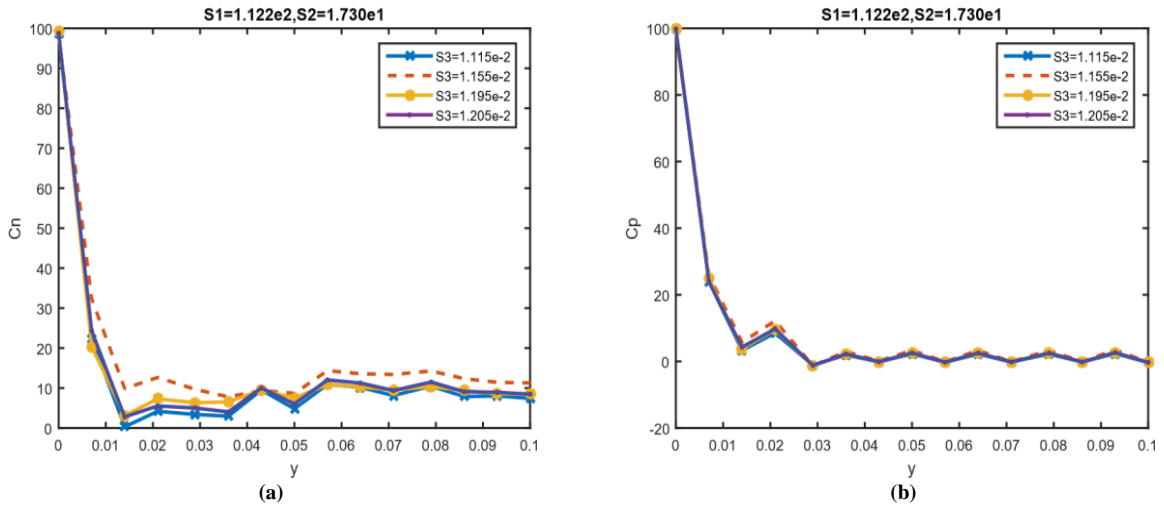 S1=1.122e2,S2=1.730e1
100
90
80
70
60
50
40
30
20
10
0
Cn
S3=1.115e-2
S3=1.155e-2
S3=1.195e-2
S3=1.205e-2
0 0.01 0.02 0.03 0.04 0.05 0.06 0.07 0.08 0.09 0.1
y
(a)
S1=1.122e2,S2=1.730e1
100
80
60
40
20
0
-20
Cp
S3=1.115e-2
S3=1.155e-2
S3=1.195e-2
S3=1.205e-2
0 0.01 0.02 0.03 0.04 0.05 0.06 0.07 0.08 0.09 0.1
y
(b)